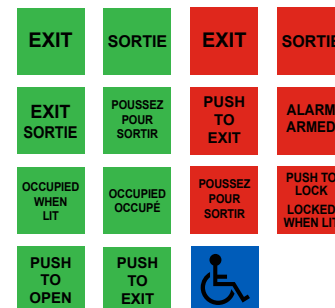 EXIT
SORTIE
EXIT
SORTIE
EXIT
SORTIE
POUSSEZ
POUR
SORTIR
PUSH
TO
EXIT
ALARM
ARMED
OCCUPIED
WHEN
LIT
OCCUPIED
OCCUPÉ
POUSSEZ
POUR
SORTIR
PUSH TO
LOCK
LOCKED
WHEN LIT
PUSH
TO
OPEN
PUSH
TO
EXIT